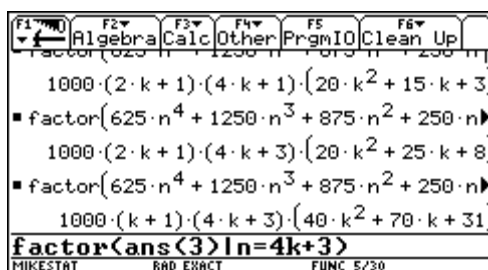 F1 F2 F3 F4 F5 F6
Algebra Calc Other PrgmIO Clean Up
1000·(2·k + 1)·(4·k + 1)·(20·k² + 15·k + 3
▪ factor(625·n⁴ + 1250·n³ + 875·n² + 250·n▶
1000·(2·k + 1)·(4·k + 3)·(20·k² + 25·k + 8
▪ factor(625·n⁴ + 1250·n³ + 875·n² + 250·n▶
1000·(k + 1)·(4·k + 3)·(40·k² + 70·k + 31
factor(ans(3)|n=4k+3)
MIKESTAT RAD EXACT FUNC 5/30